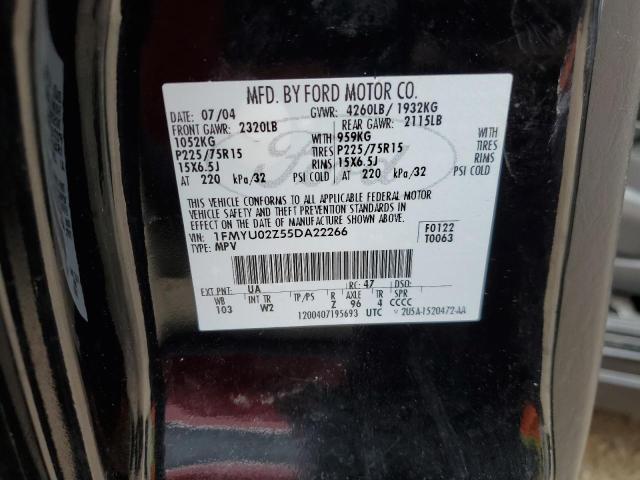 MFD. BY FORD MOTOR CO.
DATE: 07/04 GVWR: 4260LB/ 1932KG
FRONT GAWR: 2320LB REAR GAWR: 2115LB
1052KG WITH 959KG WITH
P225/75R15 TIRES P225/75R15 TIRES
15X6.5J RIMS 15X6.5J RIMS
AT 220 kPa/32 PSI COLD AT 220 kPa/32 PSI COLD
THIS VEHICLE CONFORMS TO ALL APPLICABLE FEDERAL MOTOR
VEHICLE SAFETY AND THEFT PREVENTION STANDARDS IN
EFFECT ON THE DATE OF MANUFACTURE SHOWN ABOVE.
VIN: 1FMYU02Z55DA22266 F0122
TYPE: MPV T0063
EXT PNT: UA RC: 47 DSO:
WB INT TR TP/PS R AXLE TR SPR
103 W2 Z 96 4 CCCC
1200407195693 UTC 2U5A-1520472-AA
Ford